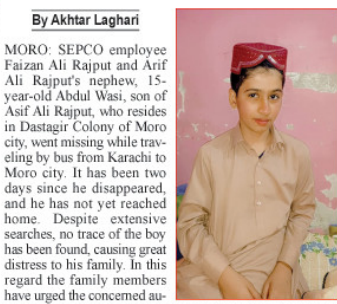 By Akhtar Laghari
MORO: SEPCO employee
Faizan Ali Rajput and Arif
Ali Rajput's nephew, 15-
year-old Abdul Wasi, son of
Asif Ali Rajput, who resides
in Dastagir Colony of Moro
city, went missing while trav-
eling by bus from Karachi to
Moro city. It has been two
days since he disappeared,
and he has not yet reached
home. Despite extensive
searches, no trace of the boy
has been found, causing great
distress to his family. In this
regard the family members
have urged the concerned au-